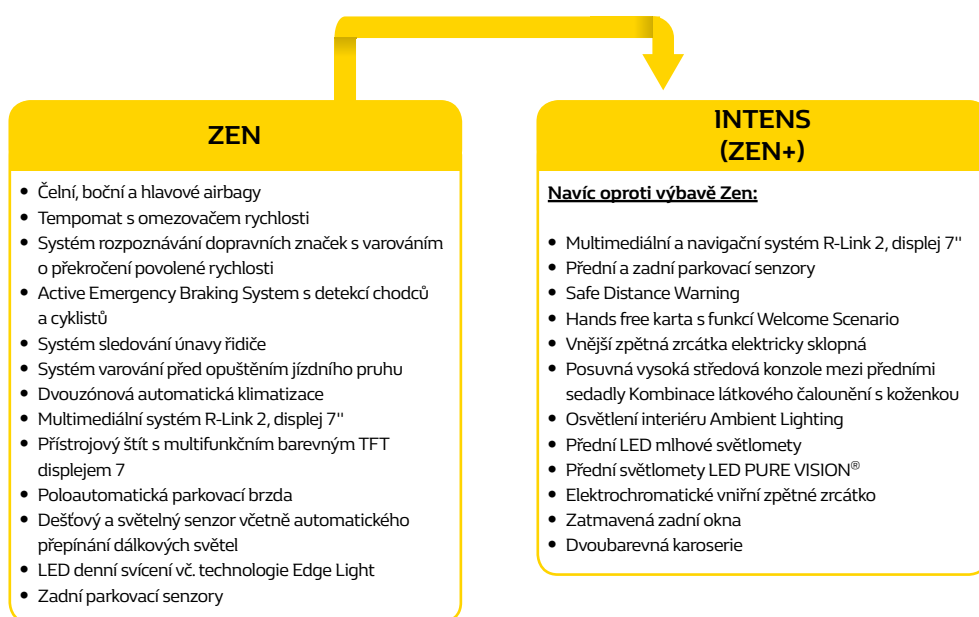 ZEN
• Čelní, boční a hlavové airbagy
• Tempomat s omezovačem rychlosti
• Systém rozpoznávání dopravních značek s varováním
o překročení povolené rychlosti
• Active Emergency Braking System s detekcí chodců
a cyklistů
• Systém sledování únavy řidiče
• Systém varování před opuštěním jízdního pruhu
• Dvouzónová automatická klimatizace
• Multimediální systém R-Link 2, displej 7"
• Přístrojový štít s multifunkčním barevným TFT
displejem 7
• Poloautomatická parkovací brzda
• Dešťový a světelný senzor včetně automatického
přepínání dálkových světel
• LED denní svícení vč. technologie Edge Light
• Zadní parkovací senzory
INTENS
(ZEN+)
Navíc oproti výbavě Zen:
• Multimediální a navigační systém R-Link 2, displej 7"
• Přední a zadní parkovací senzory
• Safe Distance Warning
• Hands free karta s funkcí Welcome Scenario
• Vnější zpětná zrcátka elektricky sklopná
• Posuvná vysoká středová konzole mezi předními
sedadly Kombinace látkového čalounění s koženkou
• Osvětlení interiéru Ambient Lighting
• Přední LED mlhové světlomety
• Přední světlomety LED PURE VISION®
• Elektrochromatické vniřní zpětné zrcátko
• Zatmavená zadní okna
• Dvoubarevná karoserie